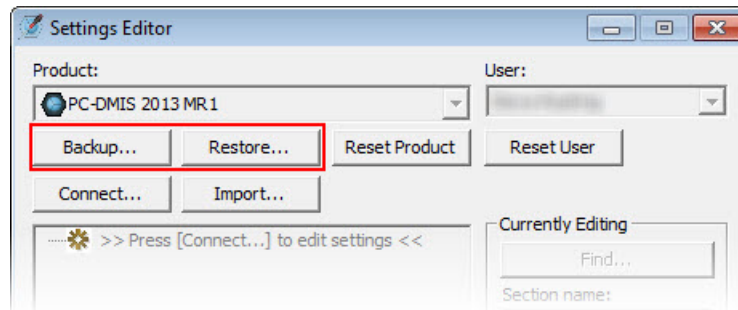 Settings Editor
Product: User:
PC-DMIS 2013 MR1
Backup... Restore... Reset Product Reset User
Connect... Import...
>> Press [Connect...] to edit settings <<
Currently Editing
Find...
Section name: